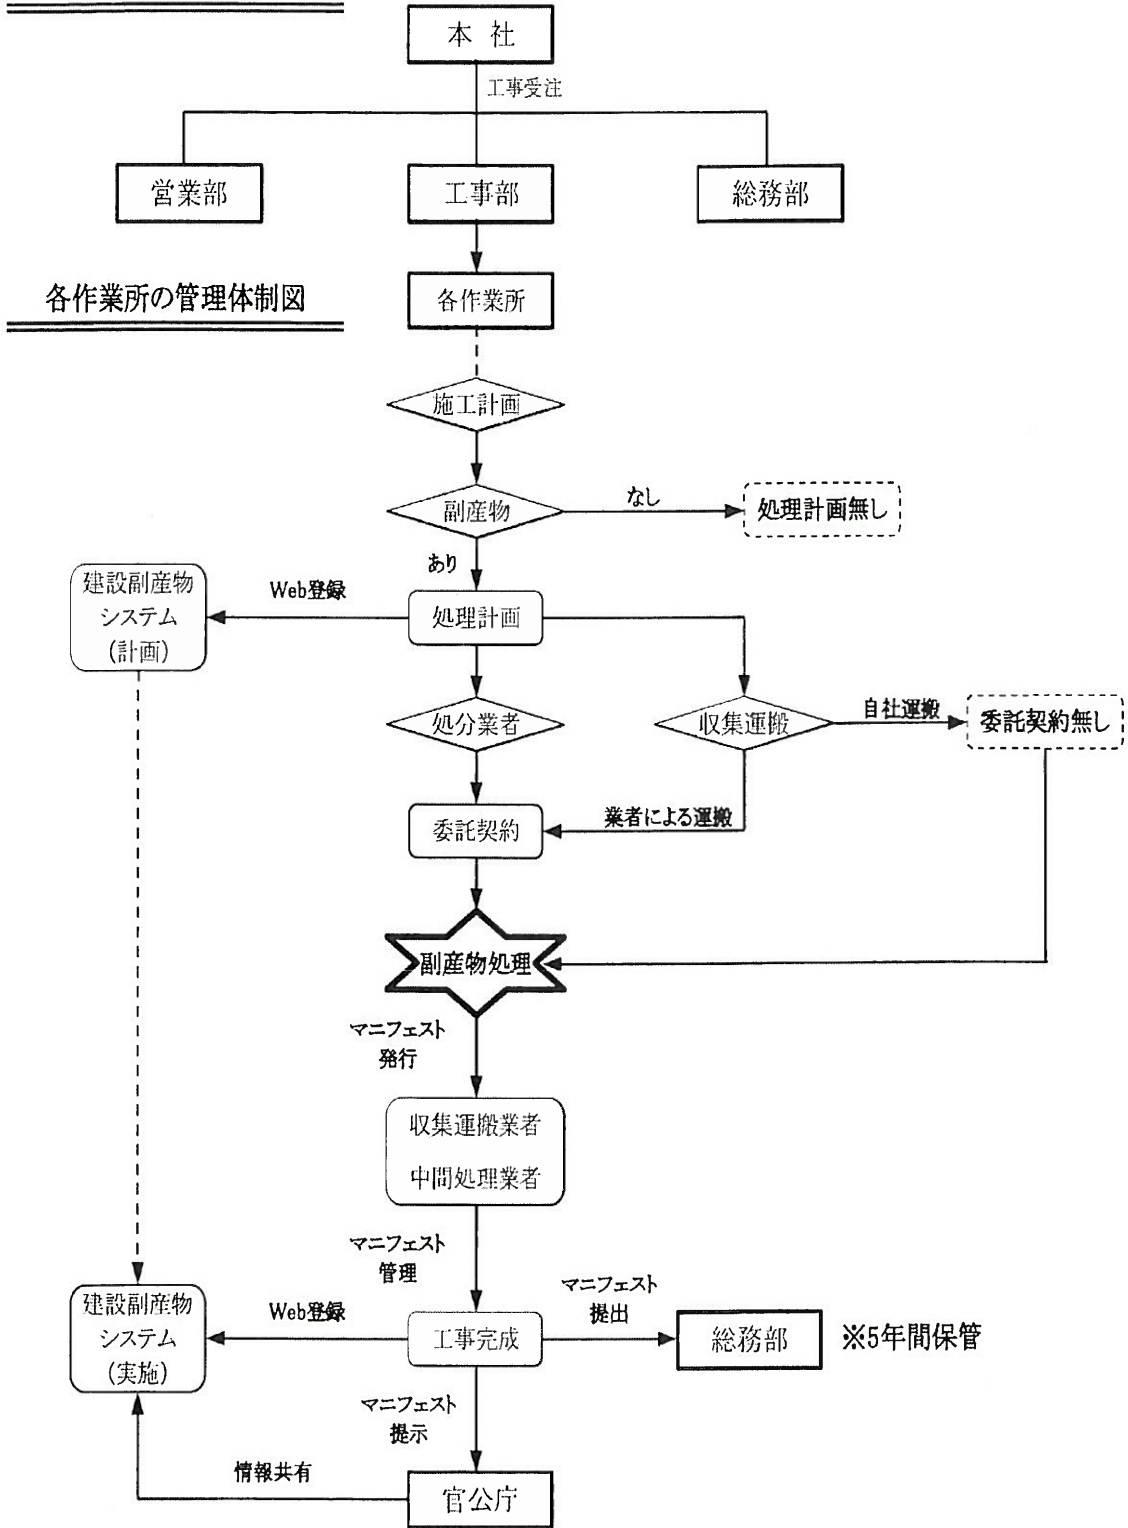 本 社
工事受注
営業部
工事部
総務部
各作業所の管理体制図
各作業所
施工計画
副産物
なし
処理計画無し
あり
建設副産物
システム
(計画)
Web登録
処理計画
処分業者
収集運搬
自社運搬
委託契約無し
委託契約
業者による運搬
副産物処理
マニフェスト
発行
収集運搬業者
中間処理業者
マニフェスト
管理
マニフェスト
提出
建設副産物
システム
(実施)
Web登録
工事完成
総務部
※5年間保管
マニフェスト
提示
情報共有
官公庁